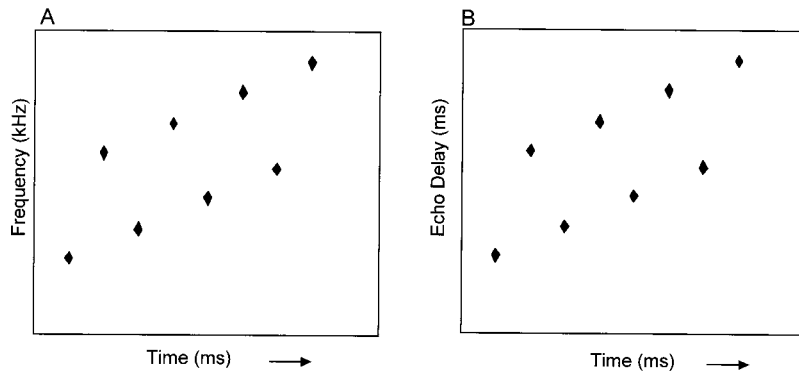 A
Frequency (kHz)
Time (ms)
B
Echo Delay (ms)
Time (ms)